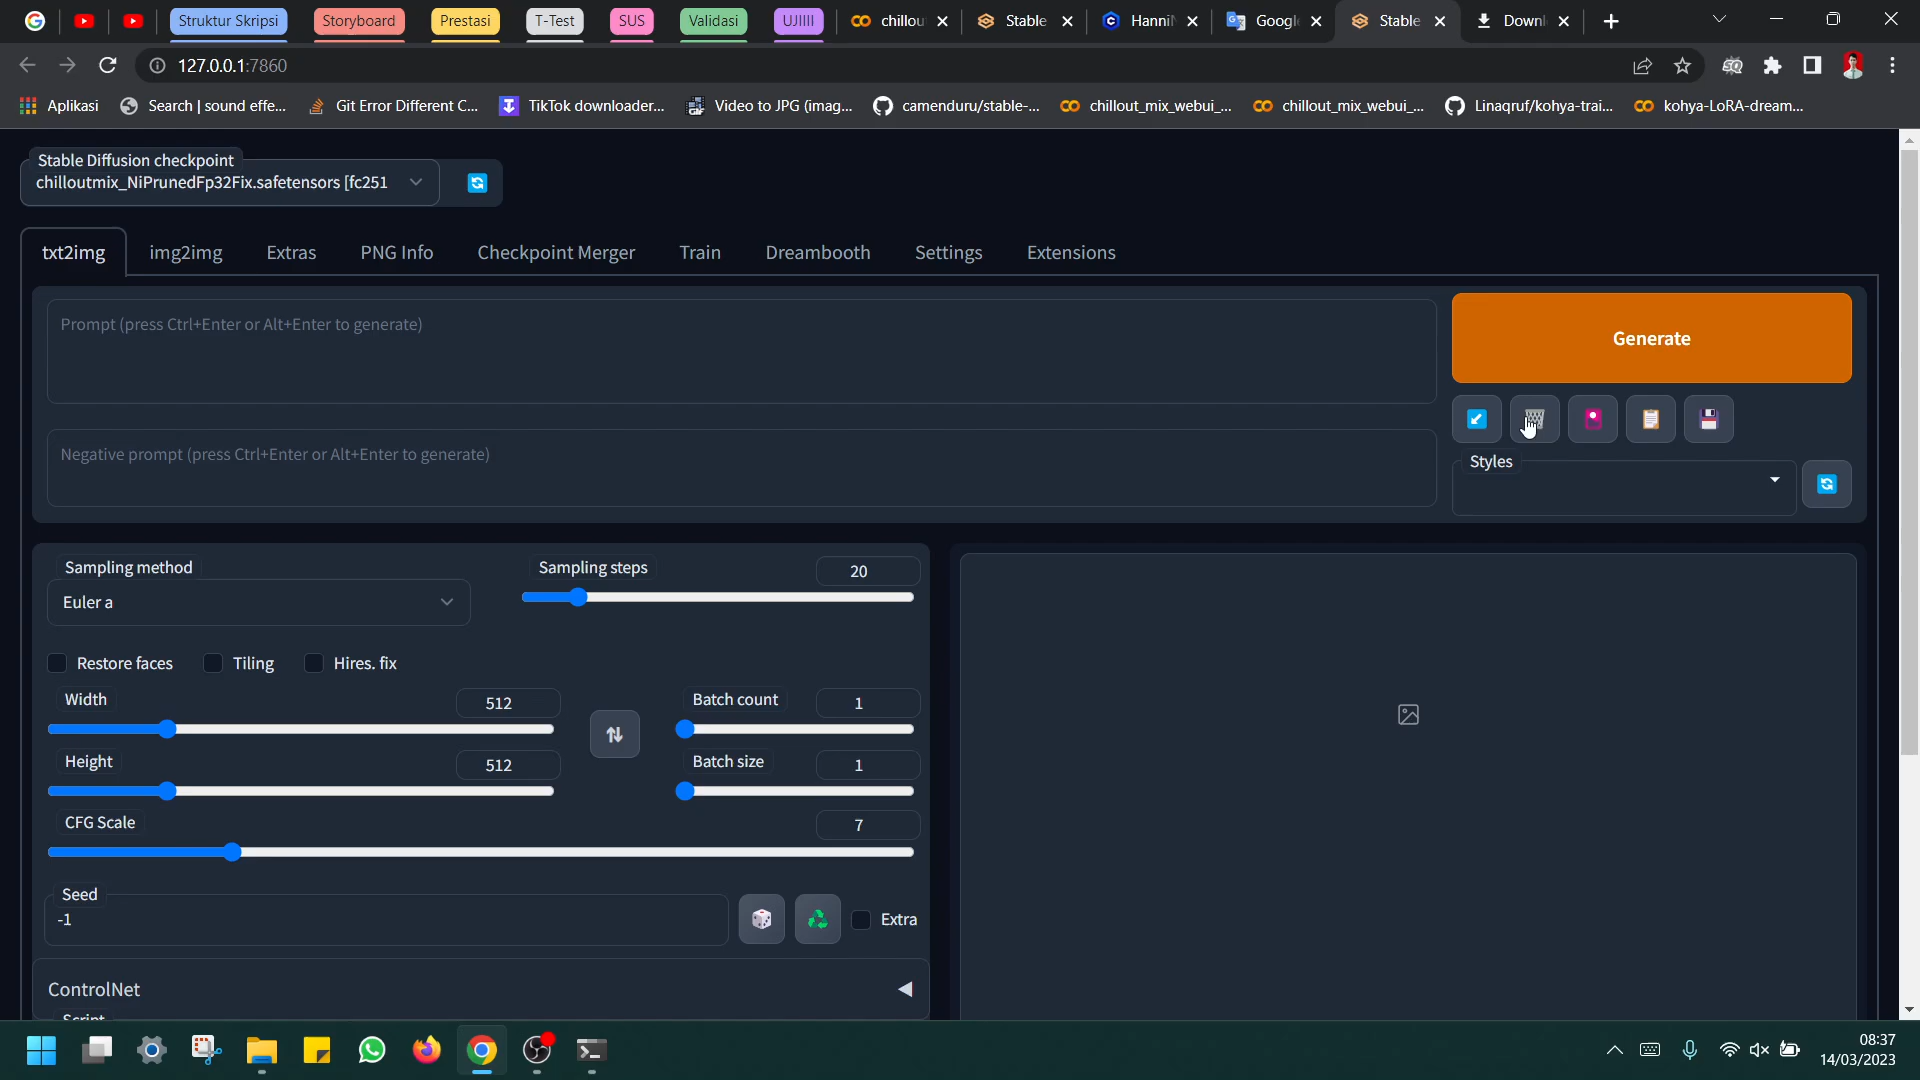 Struktur Skripsi
Storyboard
Prestasi
T-Test
SUS
Validasi
UJIIII
chillou
Stable
HanniN
Google
Stable
Downl
127.0.0.1:7860
Aplikasi
Search | sound effe...
Git Error Different C...
TikTok downloader...
Video to JPG (imag...
camenduru/stable-...
chillout_mix_webui_...
chillout_mix_webui_...
Linaqruf/kohya-trai...
kohya-LoRA-dream...
Stable Diffusion checkpoint
chilloutmix_NiPrunedFp32Fix.safetensors [fc251
txt2img
img2img
Extras
PNG Info
Checkpoint Merger
Train
Dreambooth
Settings
Extensions
Prompt (press Ctrl+Enter or Alt+Enter to generate)
Generate
Negative prompt (press Ctrl+Enter or Alt+Enter to generate)
Styles
Sampling method
Euler a
Sampling steps
20
Restore faces
Tiling
Hires. fix
Width
512
Batch count
1
Height
512
Batch size
1
CFG Scale
7
Seed
-1
Extra
ControlNet
Script
08:37
14/03/2023